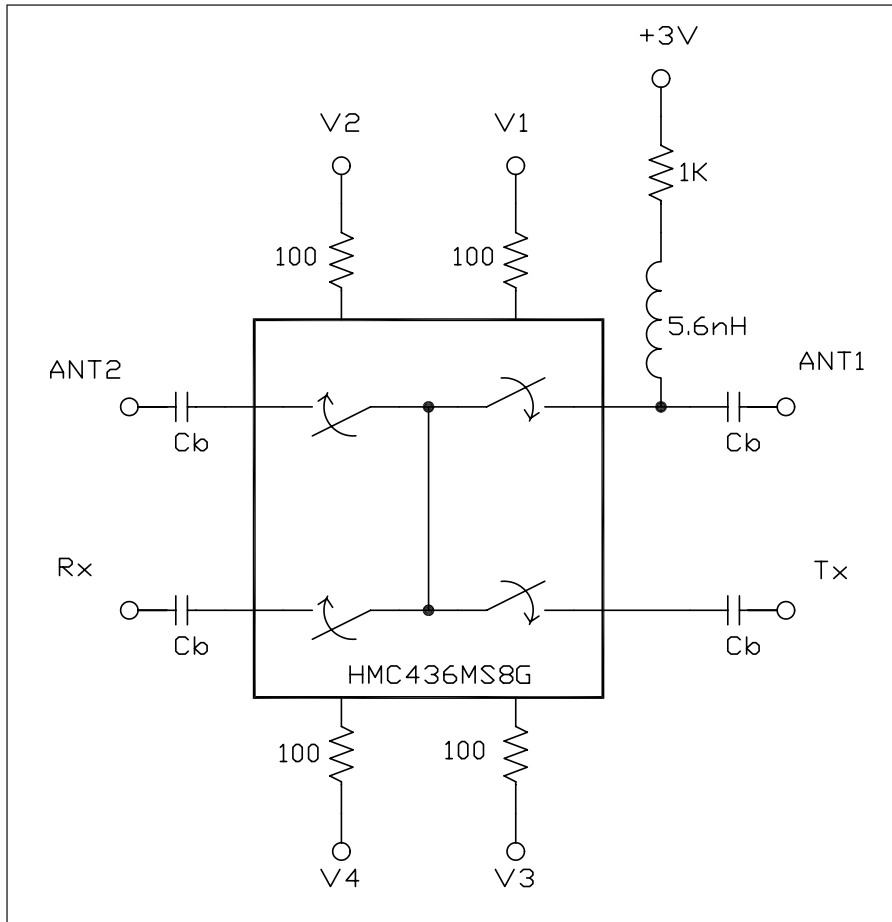 +3V
V2
V1
1K
100
100
5.6nH
ANT2
ANT1
Cb
Cb
Rx
Tx
Cb
Cb
HMC436MS8G
100
100
V4
V3